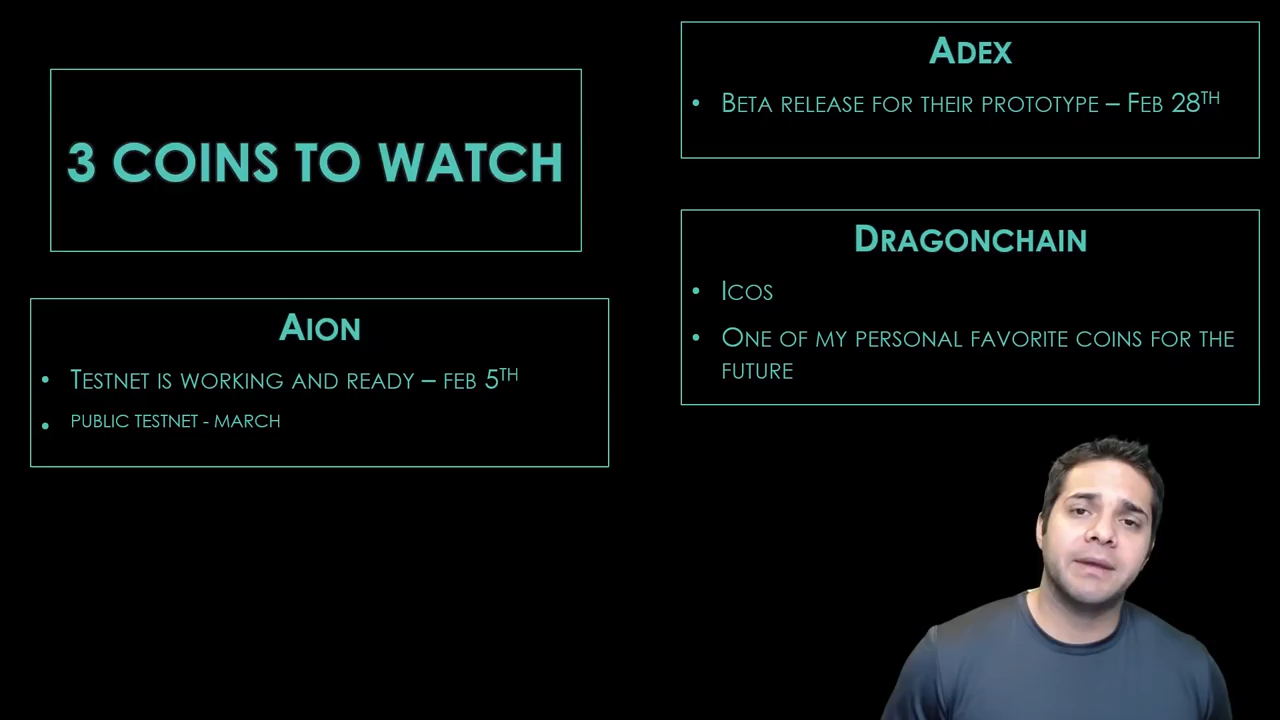 3 COINS TO WATCH
AION
• TESTNET IS WORKING AND READY – FEB 5TH
• PUBLIC TESTNET - MARCH
ADEX
• BETA RELEASE FOR THEIR PROTOTYPE – FEB 28TH
DRAGONCHAIN
• ICOS
• ONE OF MY PERSONAL FAVORITE COINS FOR THE
FUTURE